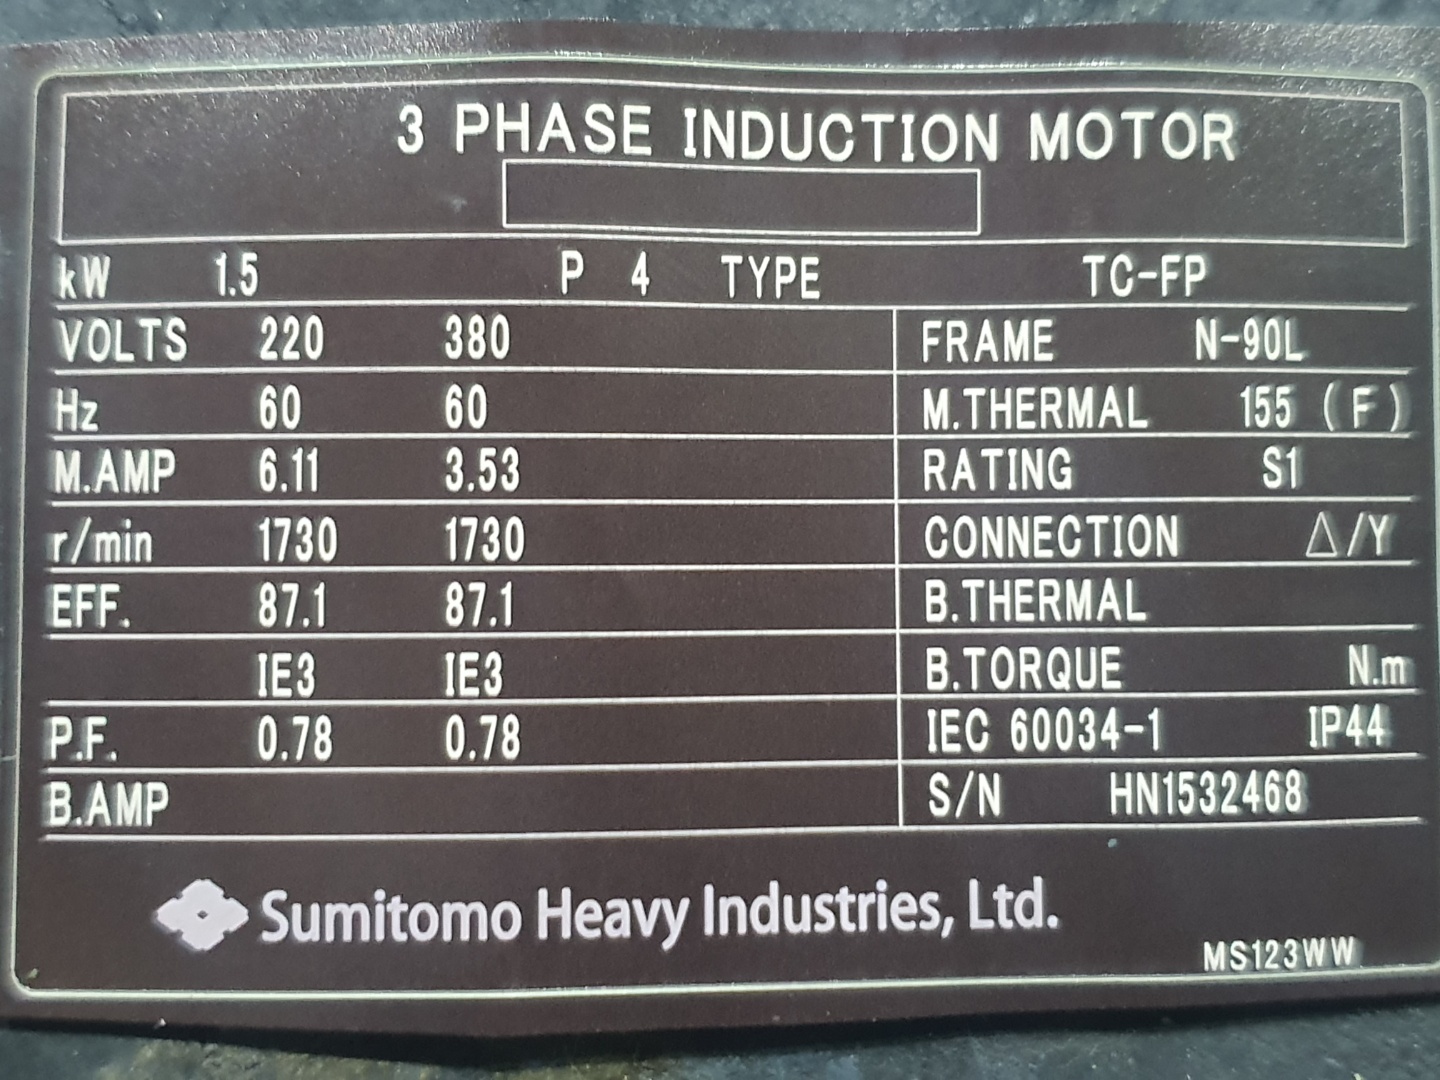 3 PHASE INDUCTION MOTOR
kW 1.5 P 4 TYPE TC-FP
VOLTS 220 380 FRAME N-90L
Hz 60 60 M.THERMAL 155 (F)
M.AMP 6.11 3.53 RATING S1
r/min 1730 1730 CONNECTION Δ/Y
EFF. 87.1 87.1 B.THERMAL
IE3 IE3 B.TORQUE N.m
P.F. 0.78 0.78 IEC 60034-1 IP44
B.AMP S/N HN1532468
Sumitomo Heavy Industries, Ltd.
MS123WW